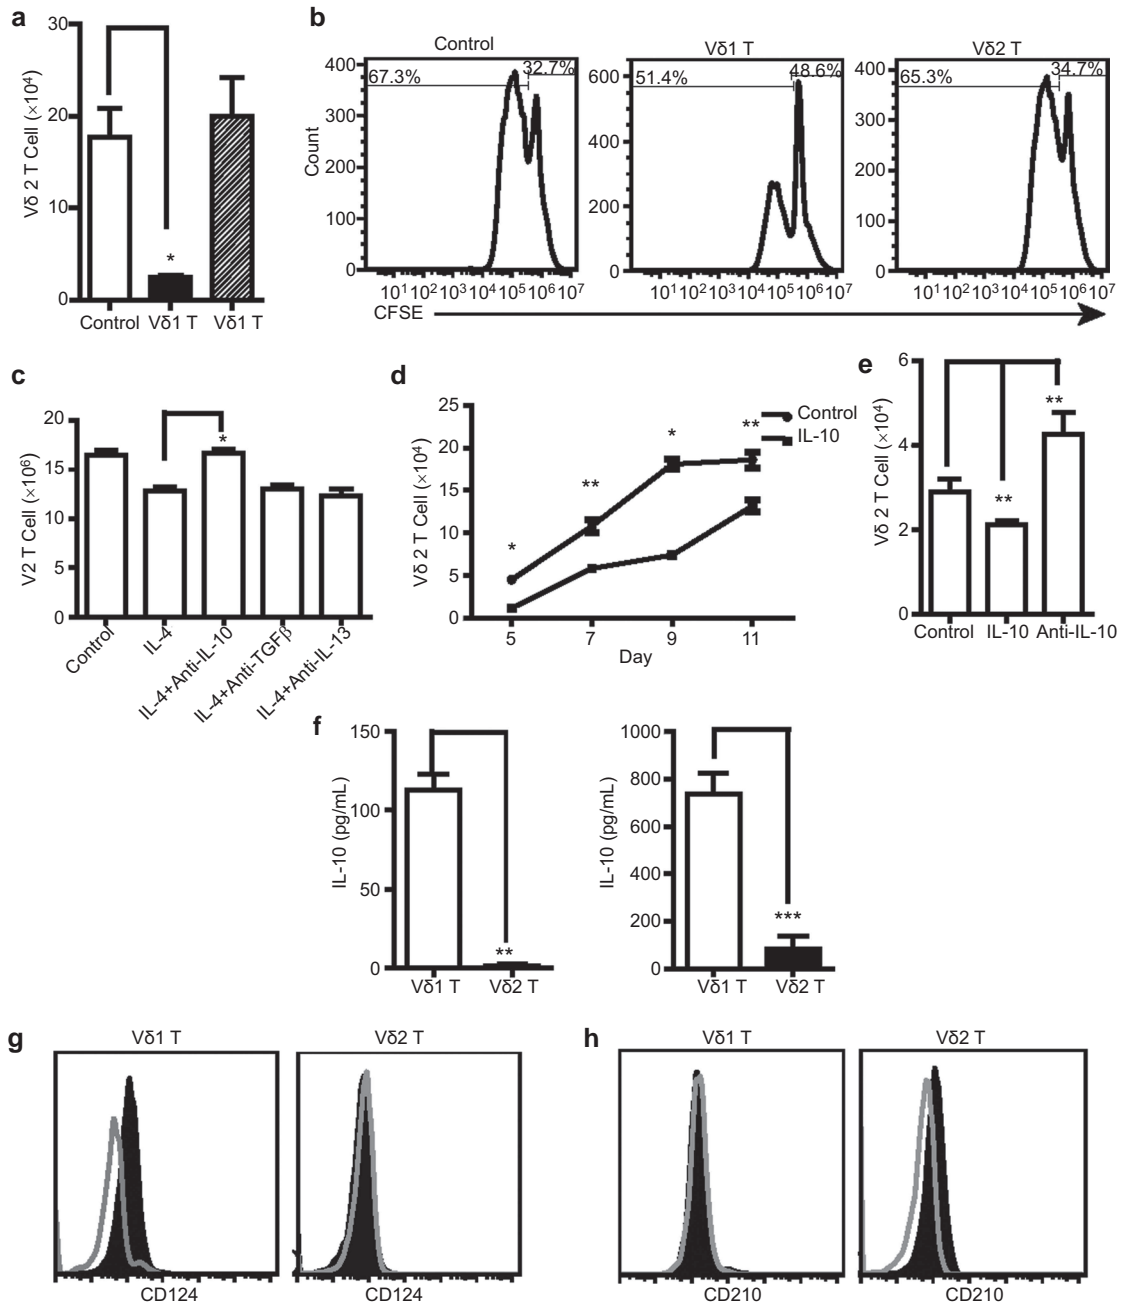 a
30
20
10
0
Vδ 2 T Cell (×10⁴)
*
Control Vδ1 T Vδ1 T
b
Control
Vδ1 T
Vδ2 T
400
300
200
100
0
Count
67.3%
32.7%
600
400
200
0
51.4%
48.6%
400
300
200
100
0
65.3%
34.7%
10¹ 10² 10³ 10⁴ 10⁵ 10⁶ 10⁷
10¹ 10² 10³ 10⁴ 10⁵ 10⁶ 10⁷
10¹ 10² 10³ 10⁴ 10⁵ 10⁶ 10⁷
CFSE
c
20
15
10
5
0
V2 T Cell (×10⁶)
*
Control
IL-4
IL-4+Anti-IL-10
IL-4+Anti-TGFβ
IL-4+Anti-IL-13
d
25
20
15
10
5
0
Vδ 2 T Cell (×10⁴)
*
**
*
**
Control
IL-10
5 7 9 11
Day
e
6
4
2
0
Vδ 2 T Cell (×10⁴)
**
**
Control IL-10 Anti-IL-10
f
150
100
50
0
IL-10 (pg/mL)
**
Vδ1 T Vδ2 T
1000
800
600
400
200
0
IL-10 (pg/mL)
***
Vδ1 T Vδ2 T
g
Vδ1 T
Vδ2 T
CD124
CD124
h
Vδ1 T
Vδ2 T
CD210
CD210